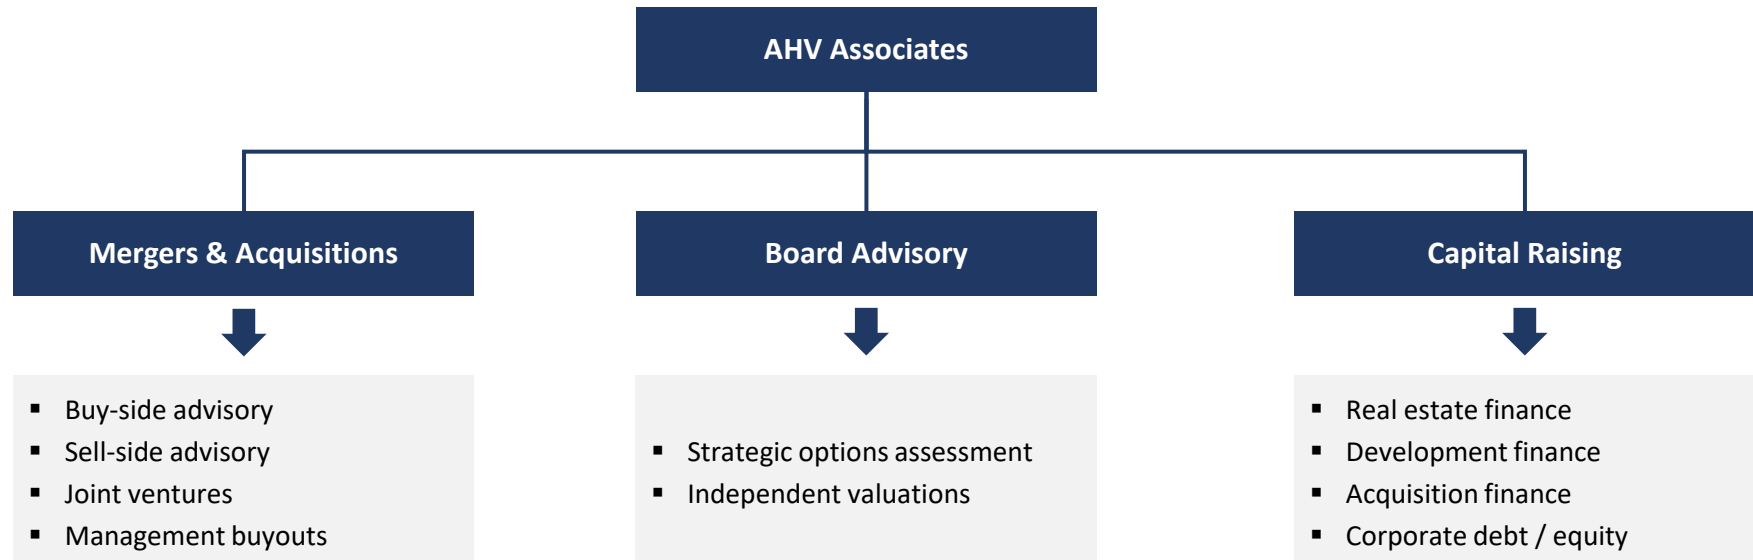 AHV Associates
Mergers & Acquisitions
Board Advisory
Capital Raising
▪ Buy-side advisory
▪ Sell-side advisory
▪ Joint ventures
▪ Management buyouts
▪ Strategic options assessment
▪ Independent valuations
▪ Real estate finance
▪ Development finance
▪ Acquisition finance
▪ Corporate debt / equity